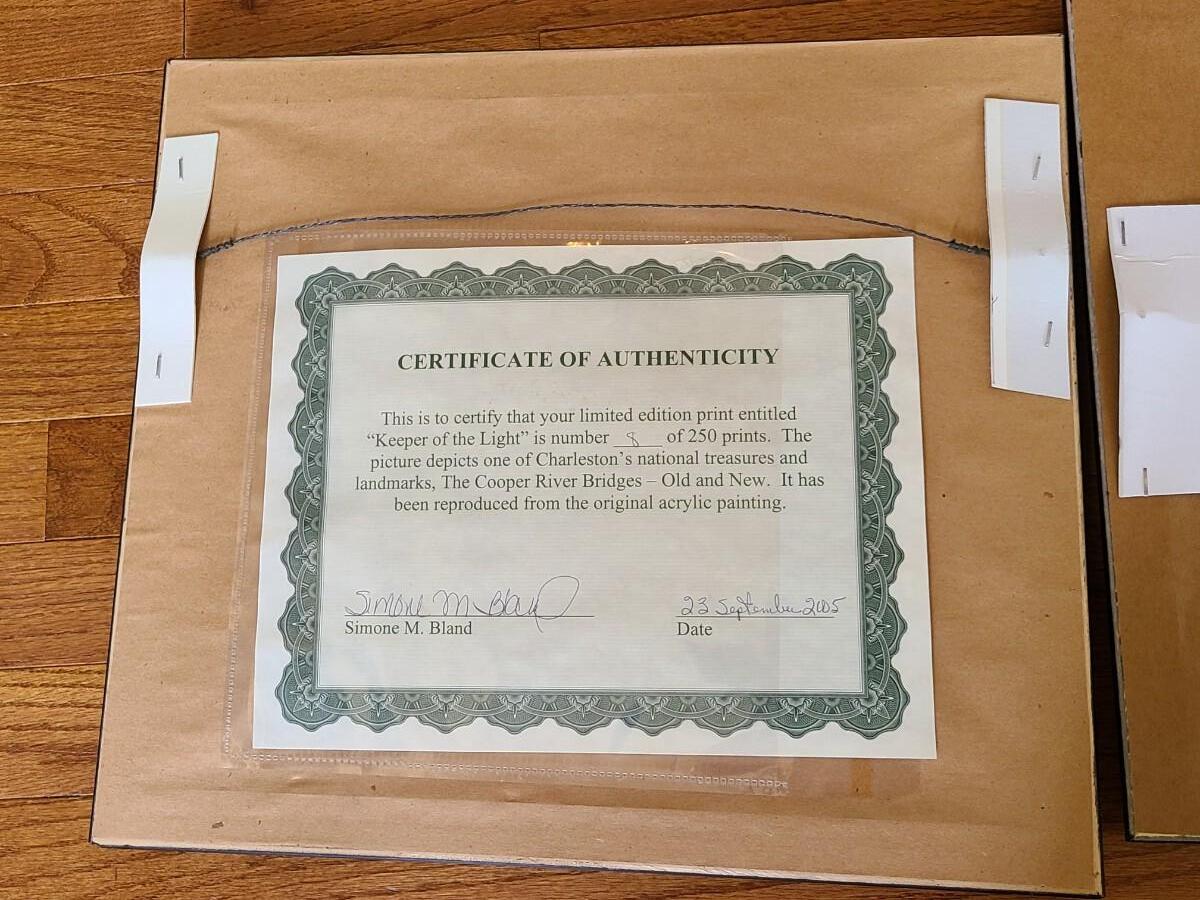 CERTIFICATE OF AUTHENTICITY
This is to certify that your limited edition print entitled
“Keeper of the Light” is number 8 of 250 prints. The
picture depicts one of Charleston’s national treasures and
landmarks, The Cooper River Bridges – Old and New. It has
been reproduced from the original acrylic painting.
Simone M Bland
23 September 2005
Simone M. Bland
Date